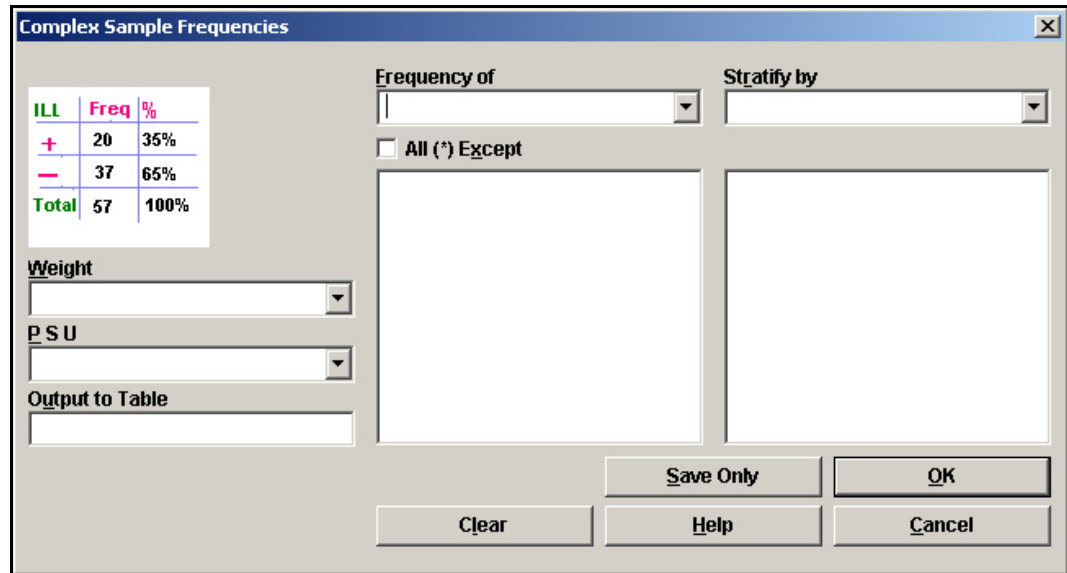 Complex Sample Frequencies
ILL Freq %
+ 20 35%
— 37 65%
Total 57 100%
Weight
P S U
Output to Table
Frequency of
All (*) Except
Stratify by
Save Only
OK
Clear
Help
Cancel